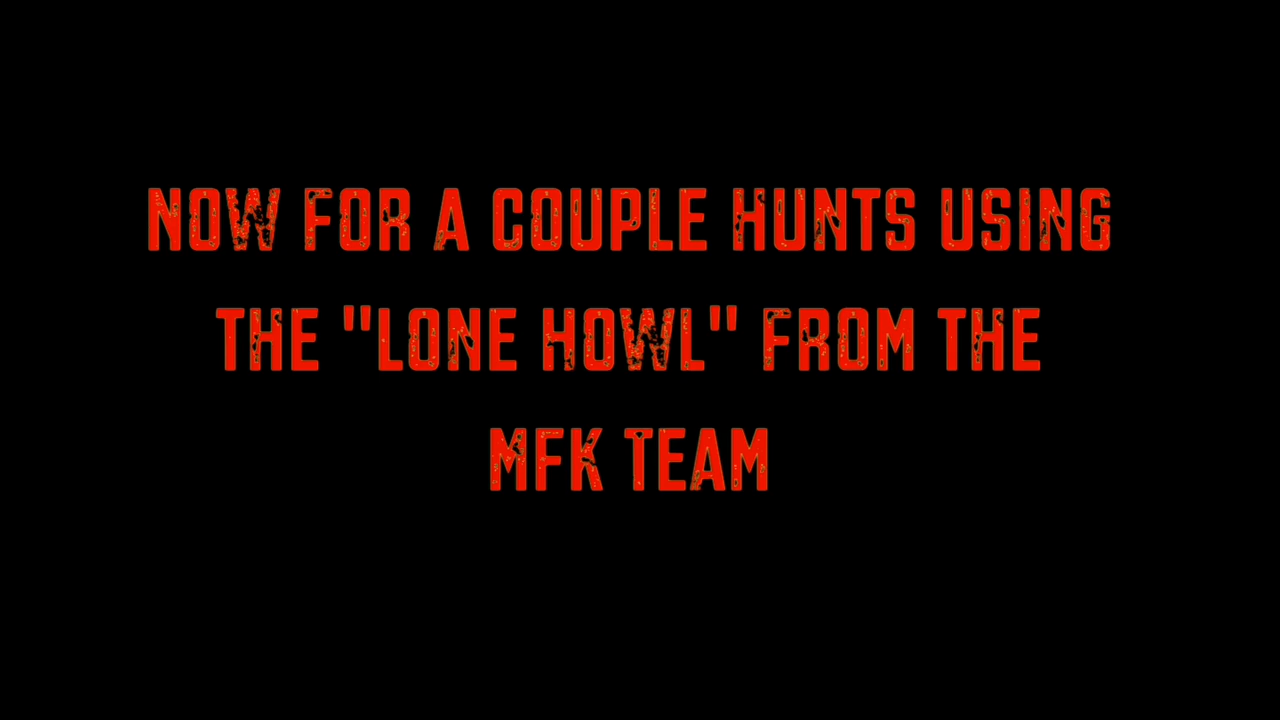 NOW FOR A COUPLE HUNTS USING
THE "LONE HOWL" FROM THE
MFK TEAM